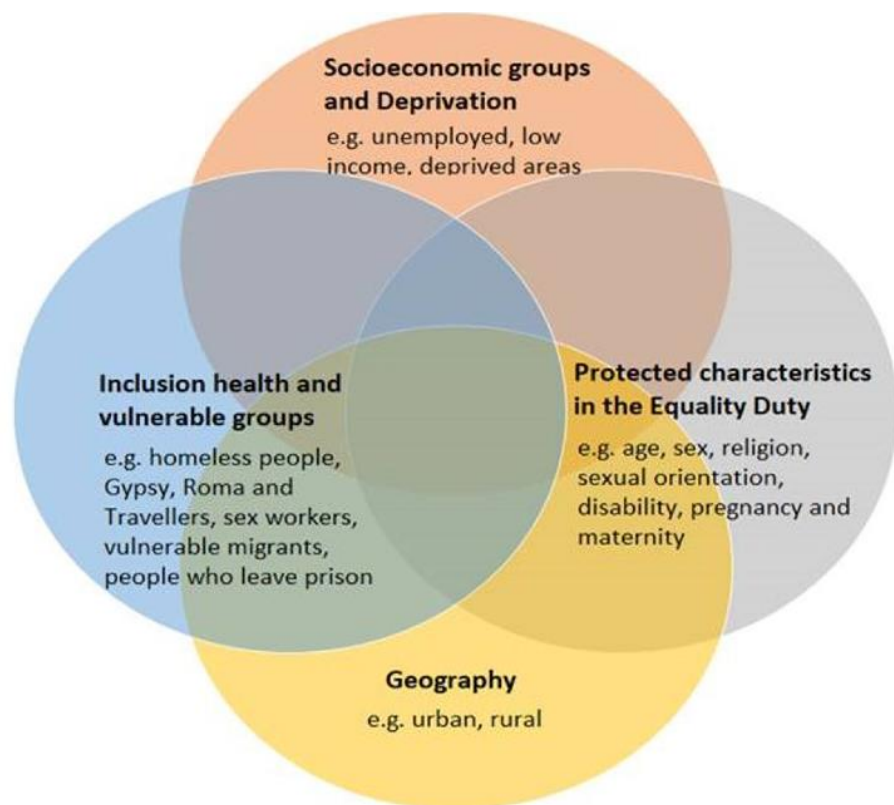 Socioeconomic groups
and Deprivation
e.g. unemployed, low
income, deprived areas
Inclusion health and
vulnerable groups
e.g. homeless people,
Gypsy, Roma and
Travellers, sex workers,
vulnerable migrants,
people who leave prison
Protected characteristics
in the Equality Duty
e.g. age, sex, religion,
sexual orientation,
disability, pregnancy and
maternity
Geography
e.g. urban, rural